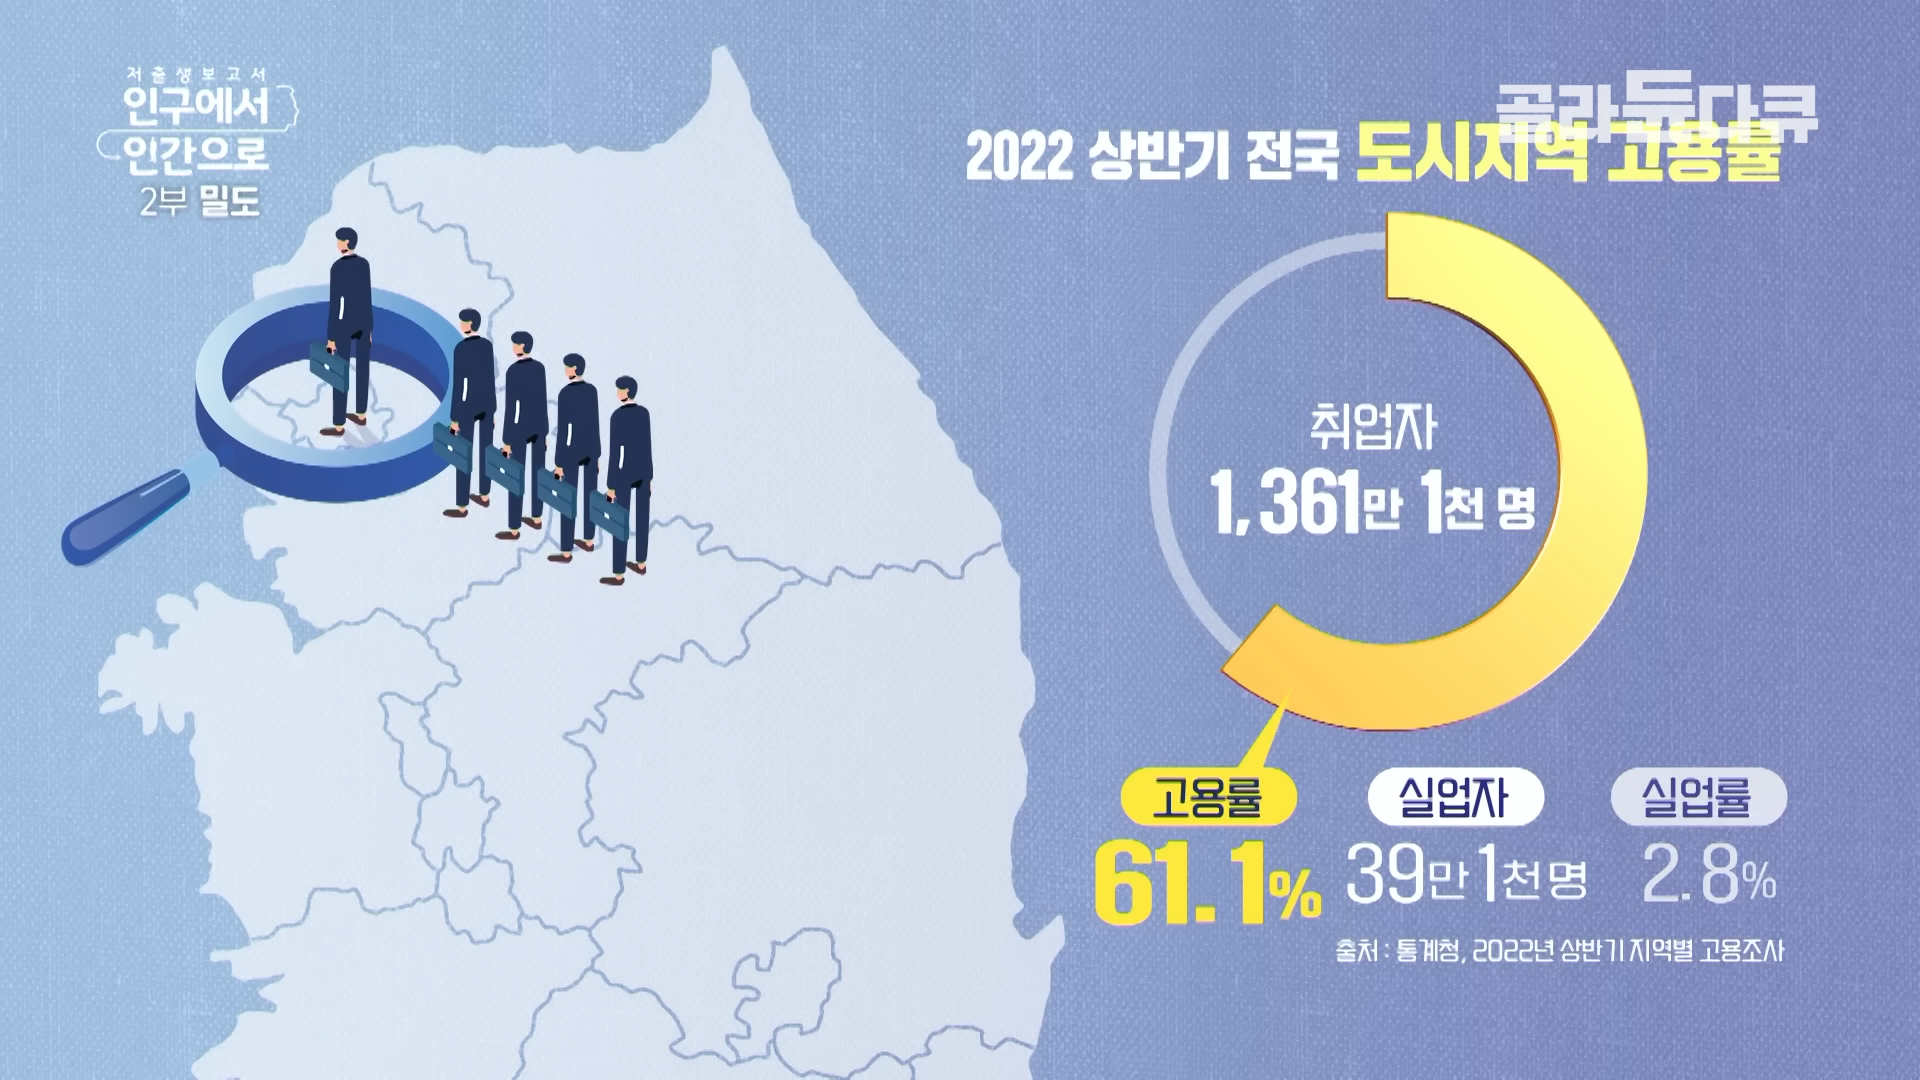 저출생보고서
인구에서
인간으로
2부 밀도
골라듄다큐
2022 상반기 전국 도시지역 고용률
취업자
1,361만 1천 명
고용률
61.1%
실업자
39만 1천 명
실업률
2.8%
출처 : 통계청, 2022년 상반기 지역별 고용조사